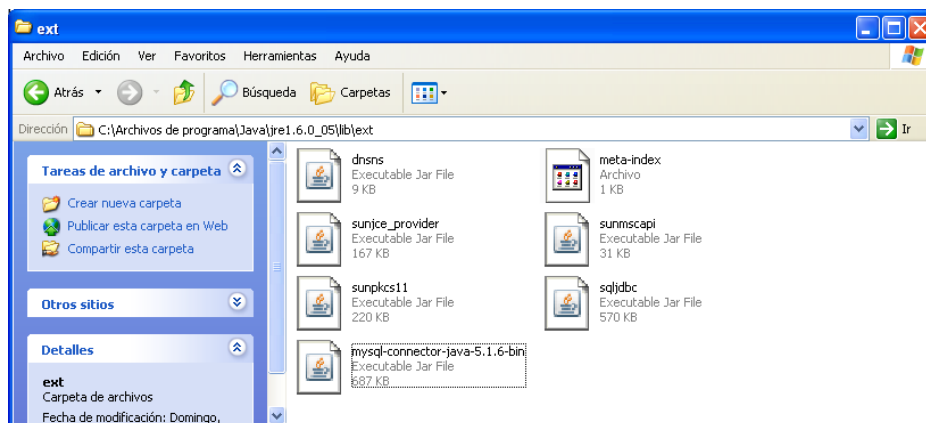 ext
Archivo Edición Ver Favoritos Herramientas Ayuda
Atrás Búsqueda Carpetas
Dirección C:\Archivos de programa\Java\jre1.6.0_05\lib\ext Ir
Tareas de archivo y carpeta
Crear nueva carpeta
Publicar esta carpeta en Web
Compartir esta carpeta
Otros sitios
Detalles
ext
Carpeta de archivos
Fecha de modificación: Domingo,
dnsns
Executable Jar File
9 KB
meta-index
Archivo
1 KB
sunjce_provider
Executable Jar File
167 KB
sunmscapi
Executable Jar File
31 KB
sunpkcs11
Executable Jar File
220 KB
sqljdbc
Executable Jar File
570 KB
mysql-connector-java-5.1.6-bin
Executable Jar File
687 KB